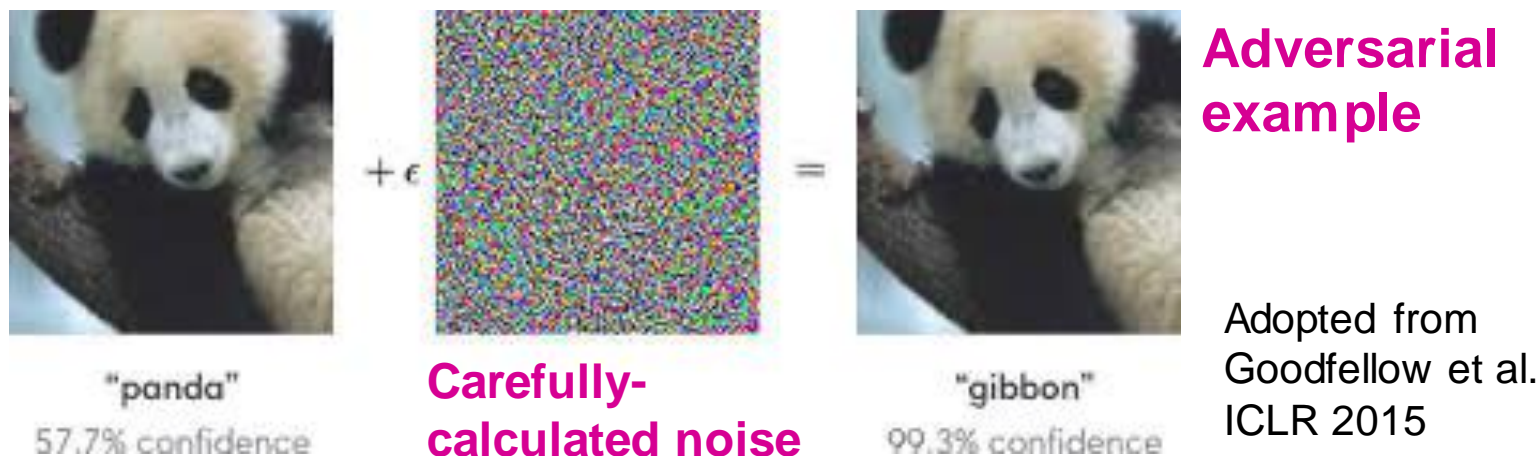 + ϵ
=
Adversarial
example
"panda"
57.7% confidence
Carefully-
calculated noise
"gibbon"
99.3% confidence
Adopted from
Goodfellow et al.
ICLR 2015